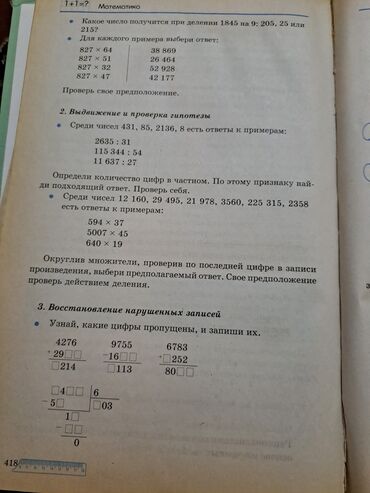 1+1=? Математика
• Какое число получится при делении 1845 на 9: 205, 25 или
215?
• Для каждого примера выбери ответ:
827 × 64 38 869
827 × 51 26 464
827 × 32 52 928
827 × 47 42 177
Проверь свое предположение.
2. Выдвижение и проверка гипотезы
• Среди чисел 431, 85, 2136, 8 есть ответы к примерам:
2635 : 31
115 344 : 54
11 637 : 27
Определи количество цифр в частном. По этому признаку най-
ди подходящий ответ. Проверь себя.
• Среди чисел 12 160, 29 495, 21 978, 3560, 225 315, 2358
есть ответы к примерам:
594 × 37
5007 × 45
640 × 19
Округлив множители, проверив по последней цифре в записи
произведения, выбери предполагаемый ответ. Свое предположение
проверь действием деления.
3. Восстановление нарушенных записей
• Узнай, какие цифры пропущены, и запиши их.
4276 9755 6783
+29□□ −16□□ +□252
□214 □113 80□□
□4□□ 6
−5□ □03
1□
−□□
0
418